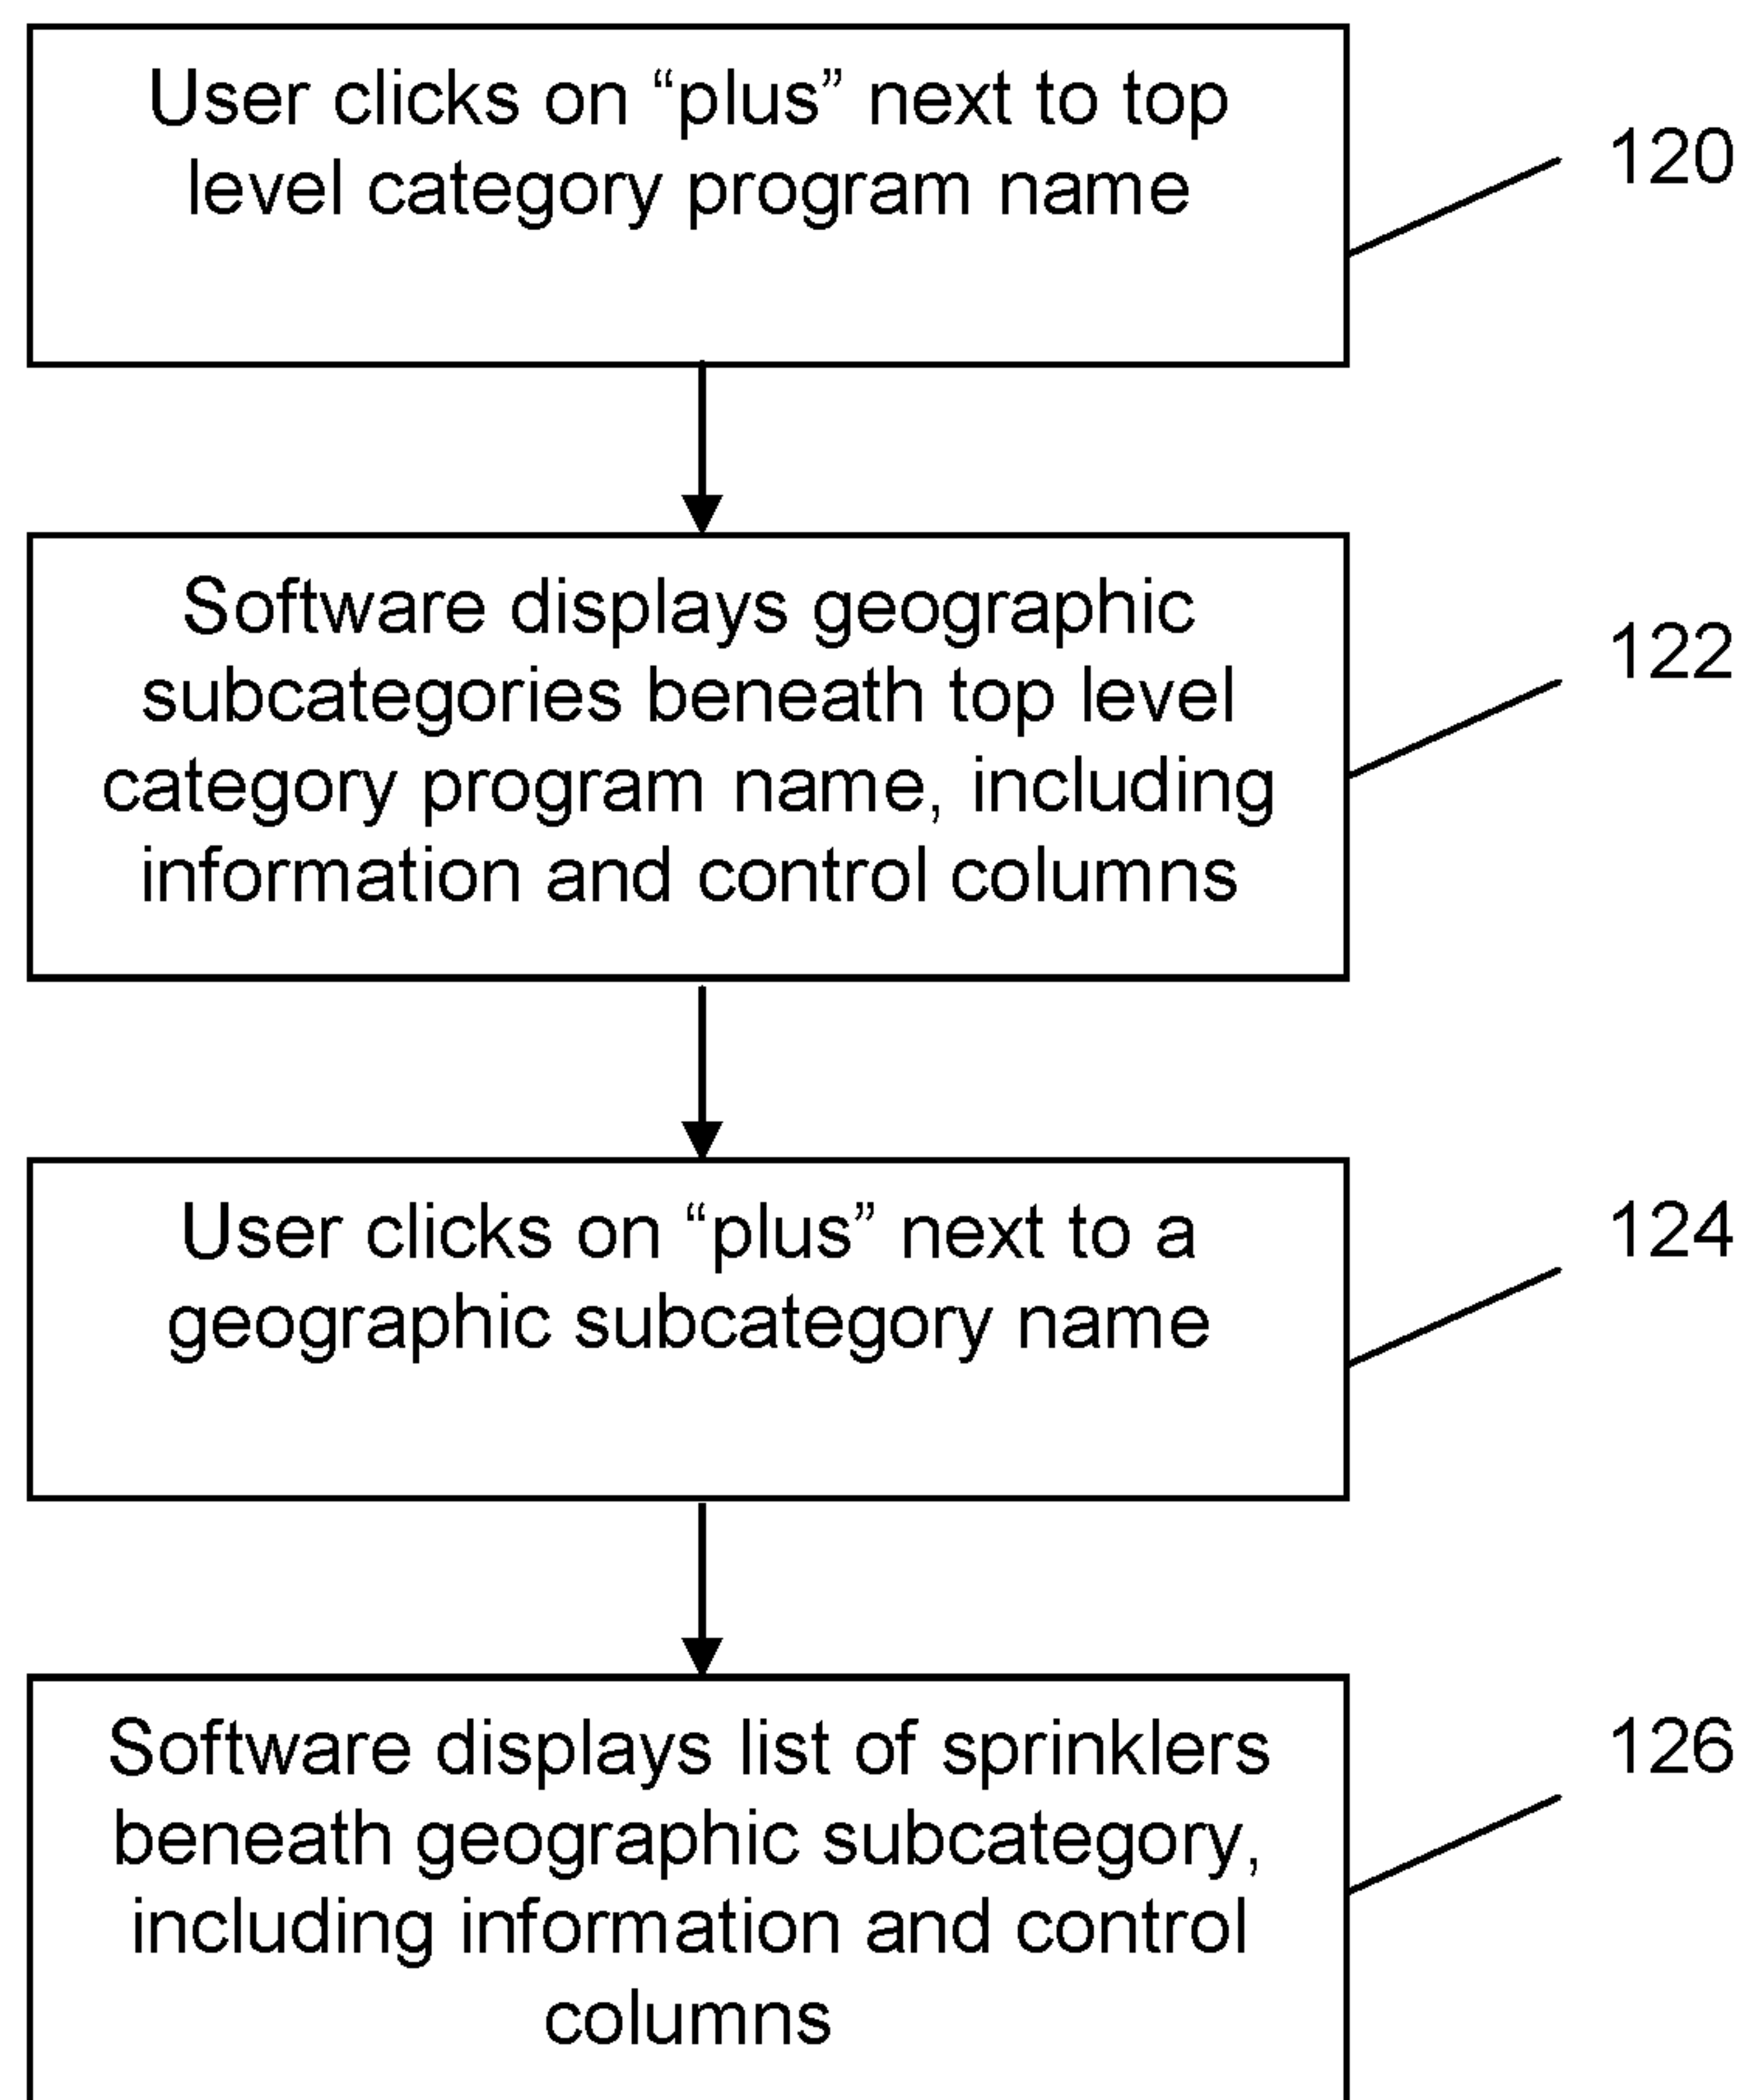 User clicks on “plus” next to top
level category program name
120
Software displays geographic
subcategories beneath top level
category program name, including
information and control columns
122
User clicks on “plus” next to a
geographic subcategory name
124
Software displays list of sprinklers
beneath geographic subcategory,
including information and control
columns
126